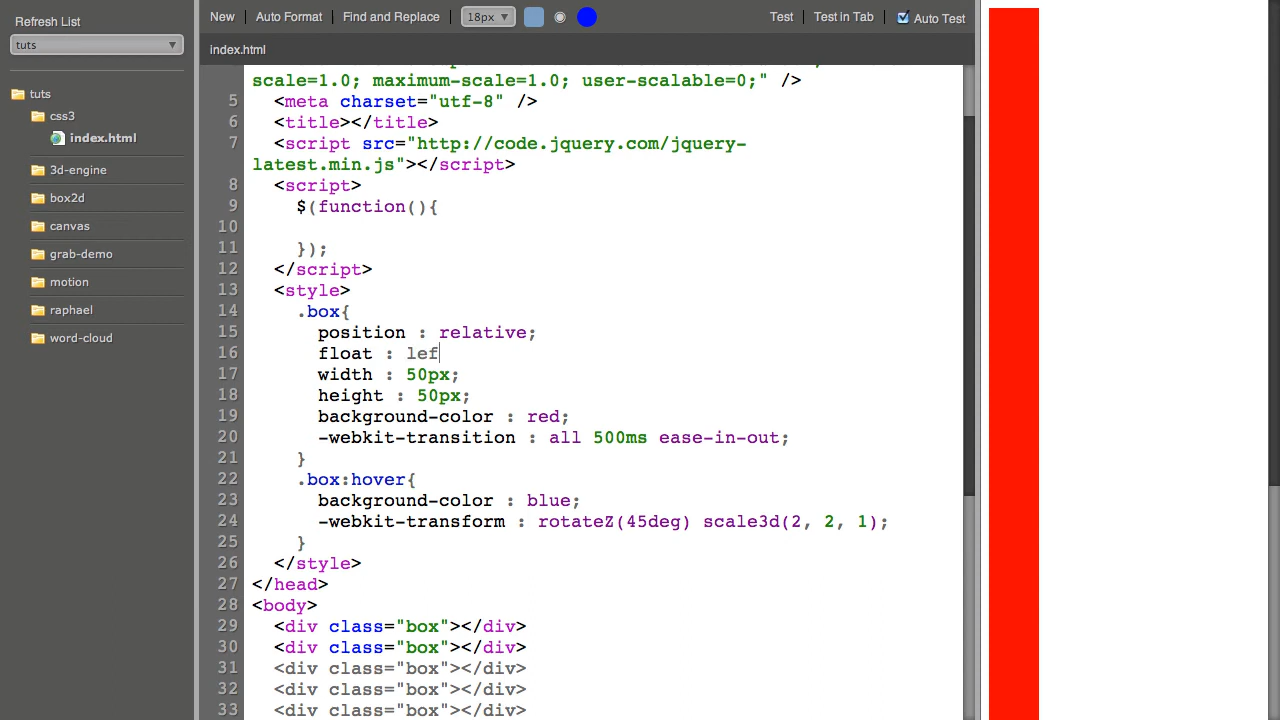 Refresh List
tuts
tuts
css3
index.html
3d-engine
box2d
canvas
grab-demo
motion
raphael
word-cloud
New Auto Format Find and Replace 18px Test Test in Tab Auto Test
index.html
scale=1.0; maximum-scale=1.0; user-scalable=0;" />
5 <meta charset="utf-8" />
6 <title></title>
7 <script src="http://code.jquery.com/jquery-
latest.min.js"></script>
8 <script>
9 $(function(){
10
11 });
12 </script>
13 <style>
14 .box{
15 position : relative;
16 float : lef
17 width : 50px;
18 height : 50px;
19 background-color : red;
20 -webkit-transition : all 500ms ease-in-out;
21 }
22 .box:hover{
23 background-color : blue;
24 -webkit-transform : rotateZ(45deg) scale3d(2, 2, 1);
25 }
26 </style>
27 </head>
28 <body>
29 <div class="box"></div>
30 <div class="box"></div>
31 <div class="box"></div>
32 <div class="box"></div>
33 <div class="box"></div>